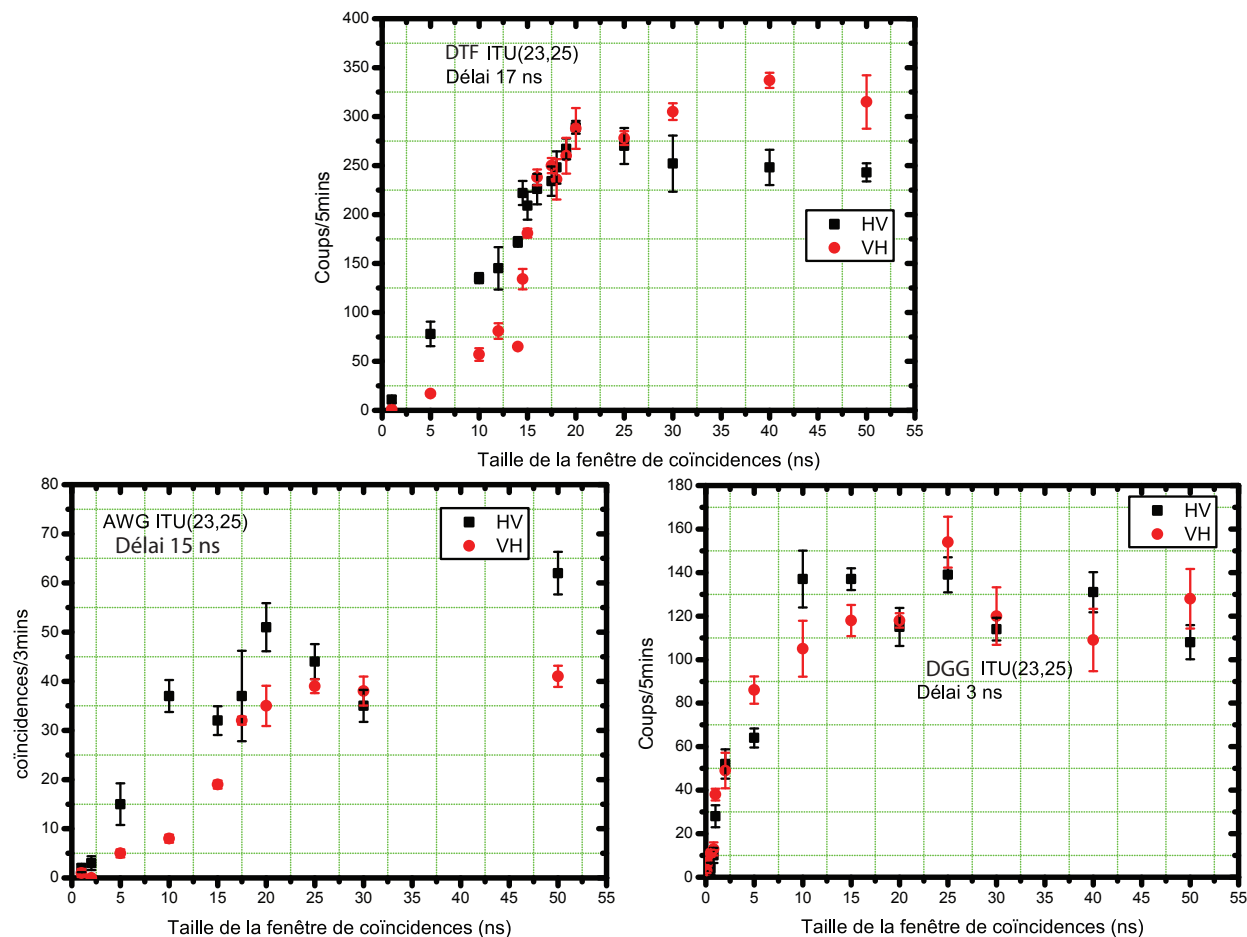 400
350
300
250
200
150
100
50
0
Coups/5mins
DTF ITU(23,25)
Délai 17 ns
HV
VH
0 5 10 15 20 25 30 35 40 45 50 55
Taille de la fenêtre de coïncidences (ns)
80
70
60
50
40
30
20
10
0
coïncidences/3mins
AWG ITU(23,25)
Délai 15 ns
HV
VH
0 5 10 15 20 25 30 35 40 45 50 55
Taille de la fenêtre de coïncidences (ns)
180
160
140
120
100
80
60
40
20
0
Coups/5mins
HV
VH
DGG ITU(23,25)
Délai 3 ns
0 5 10 15 20 25 30 35 40 45 50 55
Taille de la fenêtre de coïncidences (ns)